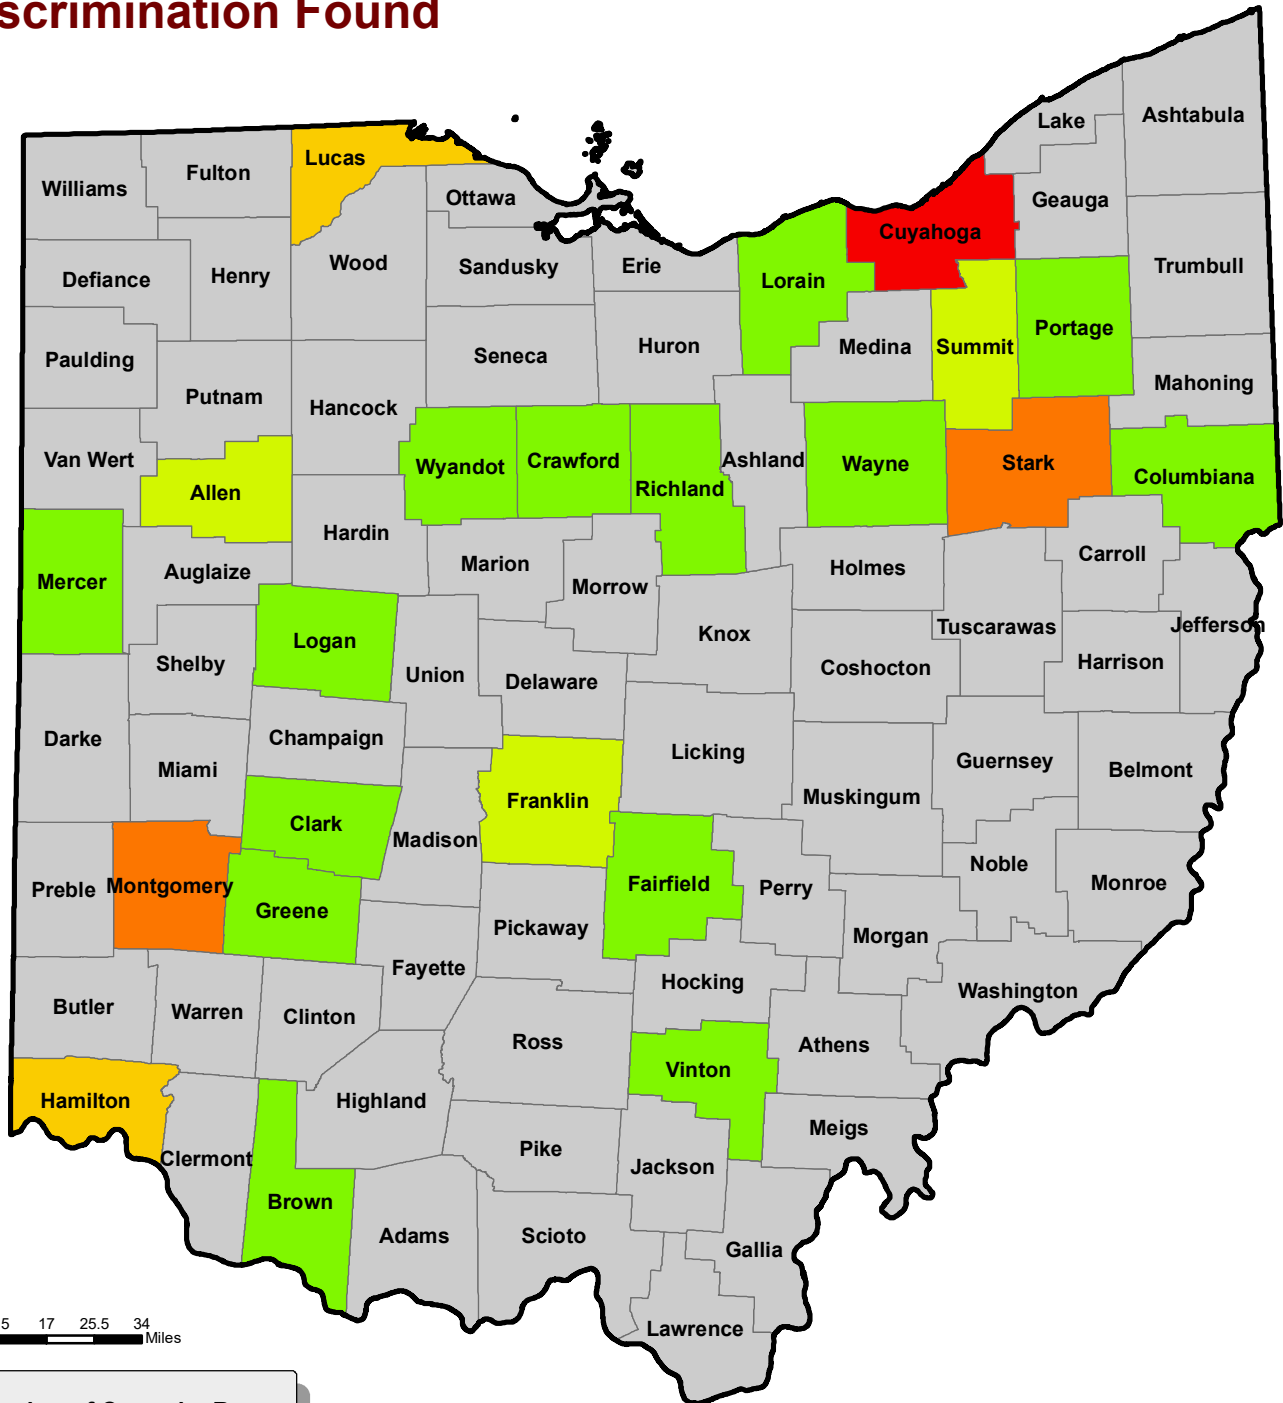 Discrimination Found
Lake
Ashtabula
Lucas
Fulton
Williams
Ottawa
Geauga
Cuyahoga
Wood
Sandusky
Erie
Trumbull
Henry
Defiance
Lorain
Portage
Huron
Medina
Summit
Seneca
Paulding
Mahoning
Putnam
Hancock
Van Wert
Ashland
Crawford
Wyandot
Wayne
Stark
Columbiana
Richland
Allen
Hardin
Carroll
Marion
Holmes
Auglaize
Mercer
Morrow
Jefferson
Tuscarawas
Knox
Logan
Harrison
Shelby
Coshocton
Union
Delaware
Champaign
Darke
Licking
Guernsey
Miami
Belmont
Muskingum
Franklin
Clark
Madison
Noble
Monroe
Fairfield
Montgomery
Perry
Preble
Greene
Pickaway
Morgan
Fayette
Hocking
Washington
Butler
Warren
Clinton
Ross
Athens
Vinton
Hamilton
Highland
Meigs
Pike
Clermont
Jackson
Brown
Adams
Scioto
Gallia
5 17 25.5 34
Lawrence
Miles